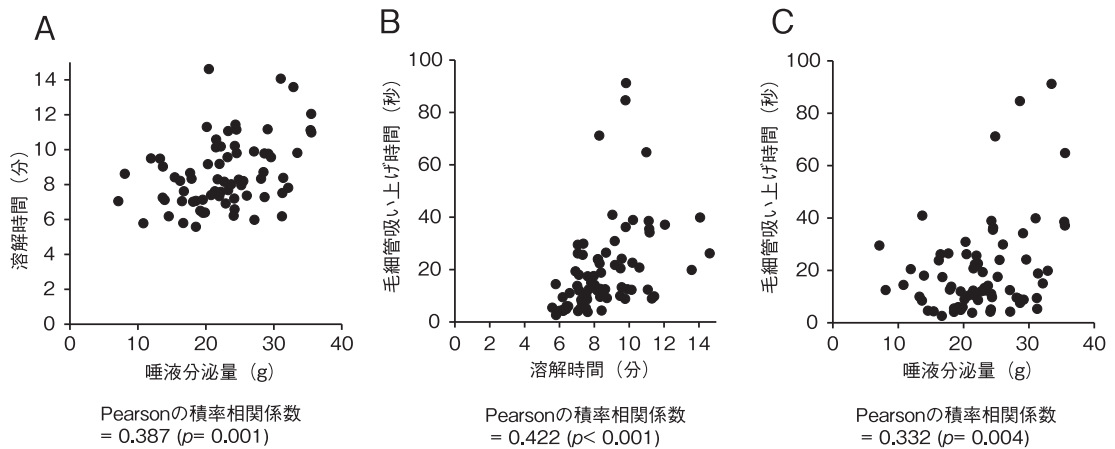 A
14
12
10
8
6
4
2
0
溶解時間（分）
0 10 20 30 40
唾液分泌量（g）
Pearsonの積率相関係数
= 0.387 (p= 0.001)
B
100
80
60
40
20
0
毛細管吸い上げ時間（秒）
0 2 4 6 8 10 12 14
溶解時間（分）
Pearsonの積率相関係数
= 0.422 (p< 0.001)
C
100
80
60
40
20
0
毛細管吸い上げ時間（秒）
0 10 20 30 40
唾液分泌量（g）
Pearsonの積率相関係数
= 0.332 (p= 0.004)